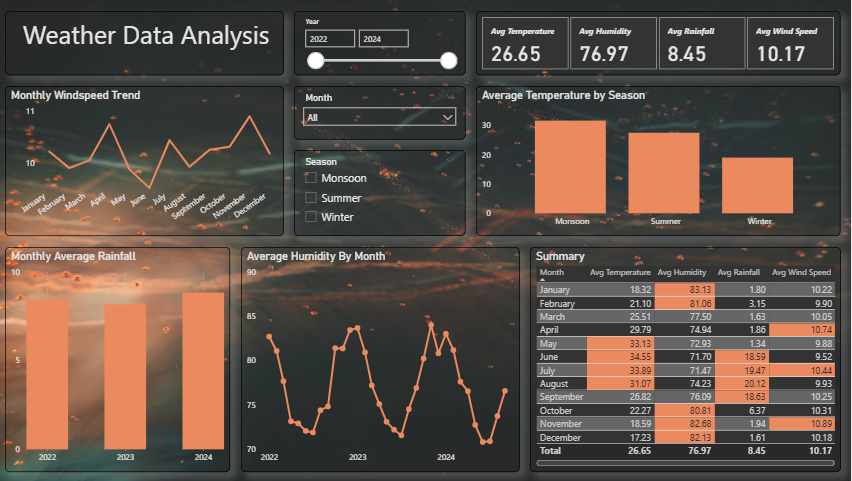 Weather Data Analysis
Year
2022 2024
Avg Temperature
26.65
Avg Humidity
76.97
Avg Rainfall
8.45
Avg Wind Speed
10.17
Monthly Windspeed Trend
11
10
January February March April May June July August September October November December
Month
All
Season
Monsoon
Summer
Winter
Average Temperature by Season
30
20
10
0
Monsoon Summer Winter
Monthly Average Rainfall
10
5
0
2022 2023 2024
Average Humidity By Month
90
85
80
75
70
2022 2023 2024
Summary
Month Avg Temperature Avg Humidity Avg Rainfall Avg Wind Speed
January 18.32 83.13 1.80 10.22
February 21.10 81.06 3.15 9.90
March 25.51 77.50 1.63 10.05
April 29.79 74.94 1.86 10.74
May 33.13 72.93 1.34 9.88
June 34.55 71.70 18.59 9.52
July 33.89 71.47 19.47 10.44
August 31.07 74.23 20.12 9.93
September 26.82 76.09 18.63 10.25
October 22.27 80.81 6.37 10.31
November 18.59 82.68 1.94 10.89
December 17.23 82.13 1.61 10.18
Total 26.65 76.97 8.45 10.17